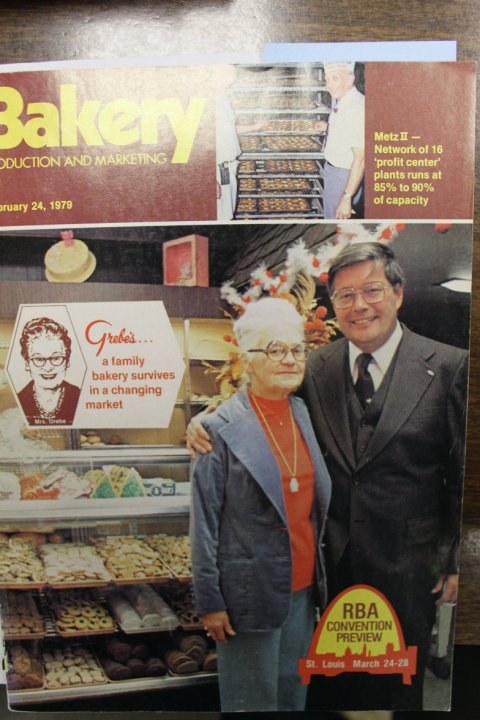 Bakery
ODUCTION AND MARKETING
bruary 24, 1979
Metz II —
Network of 16
'profit center'
plants runs at
85% to 90%
of capacity
Grebe's...
a family
bakery survives
in a changing
market
Mrs. Grebe
RBA
CONVENTION
PREVIEW
St. Louis March 24-28